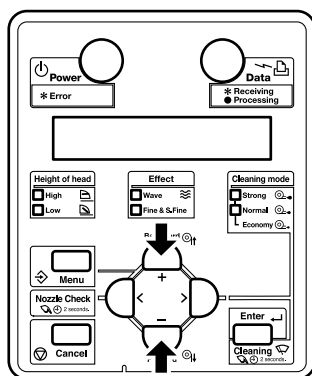 Power
* Error
Data
* Receiving
● Processing
Height of head
High
Low
Effect
Wave
Fine & S.Fine
Cleaning mode
Strong
Normal
Economy
Menu
+
Nozzle Check
2 seconds.
< >
−
Enter
Cancel
Cleaning
2 seconds.